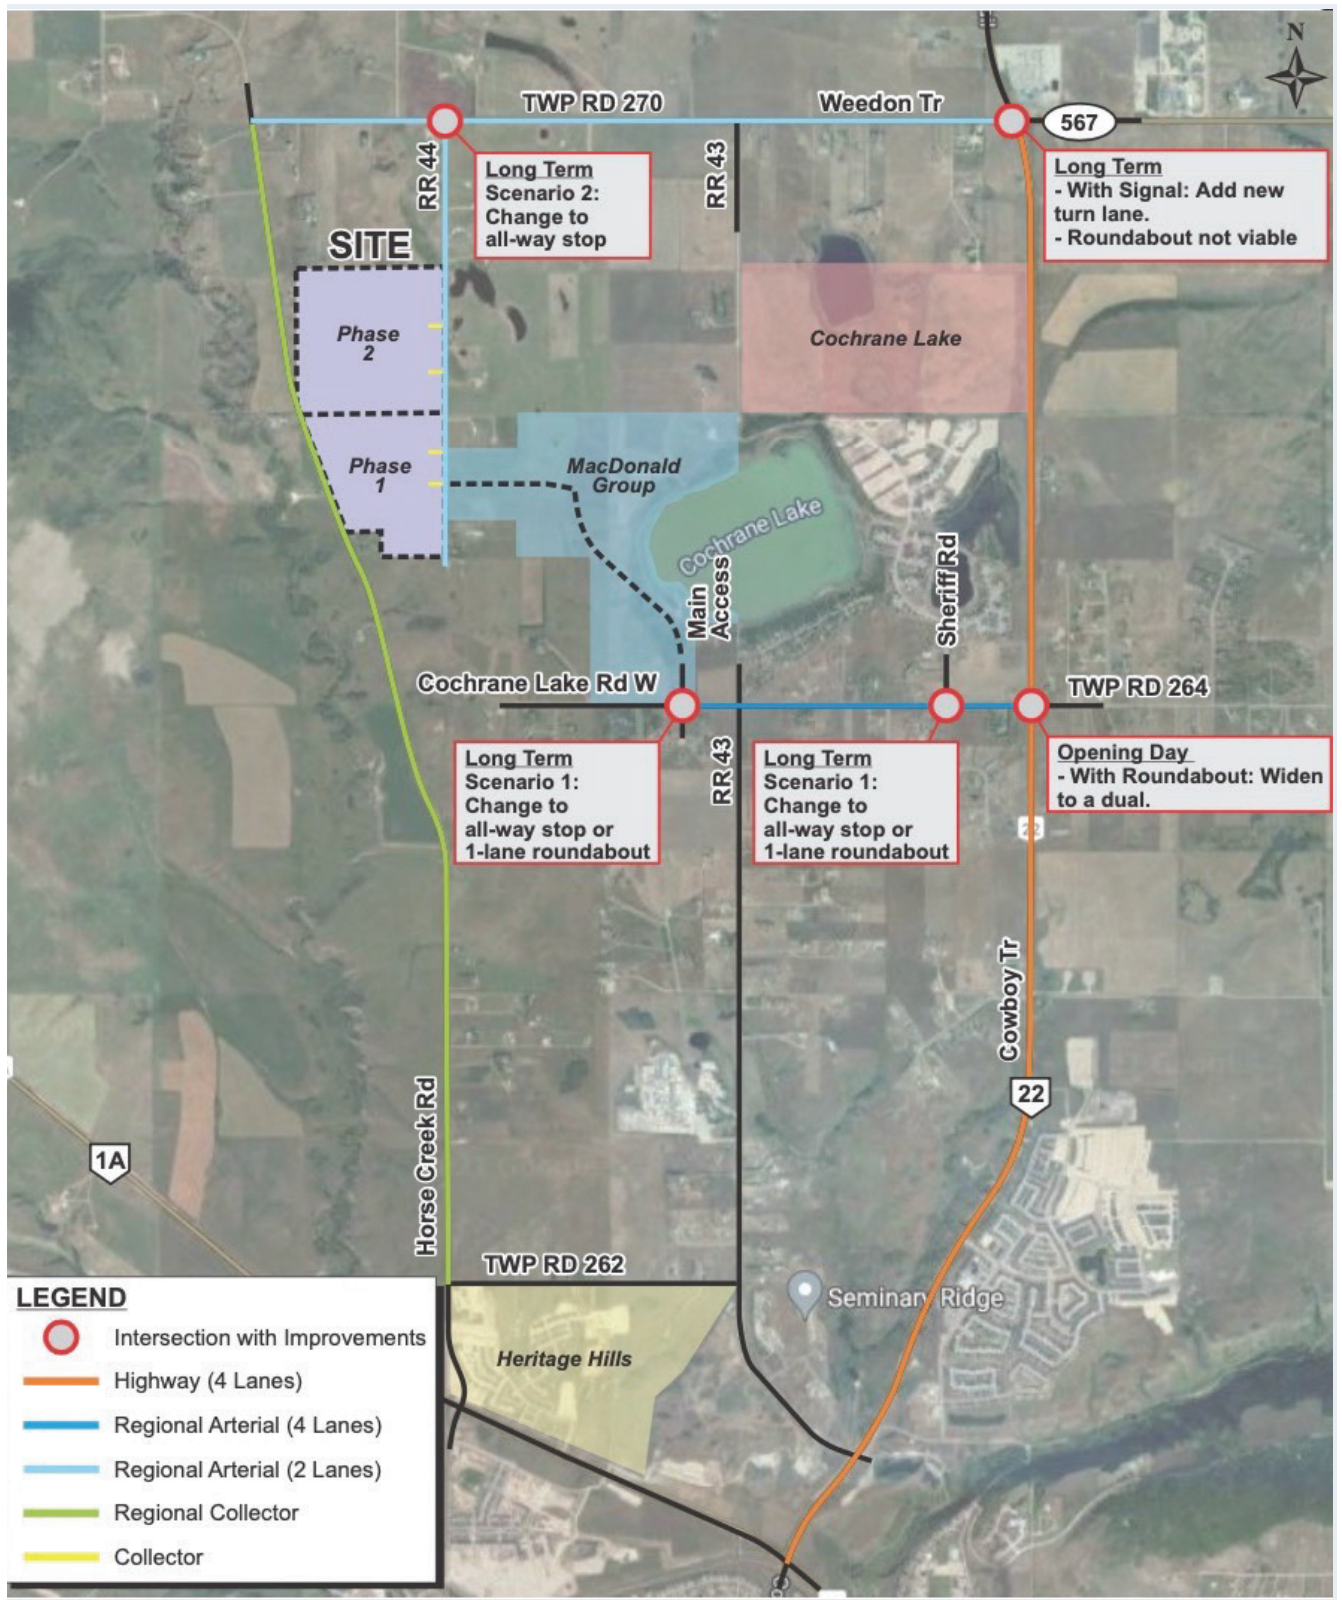 N
TWP RD 270
Weedon Tr
567
RR 44
RR 43
Long Term
Scenario 2:
Change to
all-way stop
Long Term
- With Signal: Add new
turn lane.
- Roundabout not viable
SITE
Phase
2
Cochrane Lake
Phase
1
MacDonald
Group
Cochrane Lake
Main
Access
Sheriff Rd
Cochrane Lake Rd W
TWP RD 264
RR 43
Long Term
Scenario 1:
Change to
all-way stop or
1-lane roundabout
Long Term
Scenario 1:
Change to
all-way stop or
1-lane roundabout
Opening Day
- With Roundabout: Widen
to a dual.
22
Cowboy Tr
22
Horse Creek Rd
1A
TWP RD 262
Seminary Ridge
Heritage Hills
LEGEND
Intersection with Improvements
Highway (4 Lanes)
Regional Arterial (4 Lanes)
Regional Arterial (2 Lanes)
Regional Collector
Collector